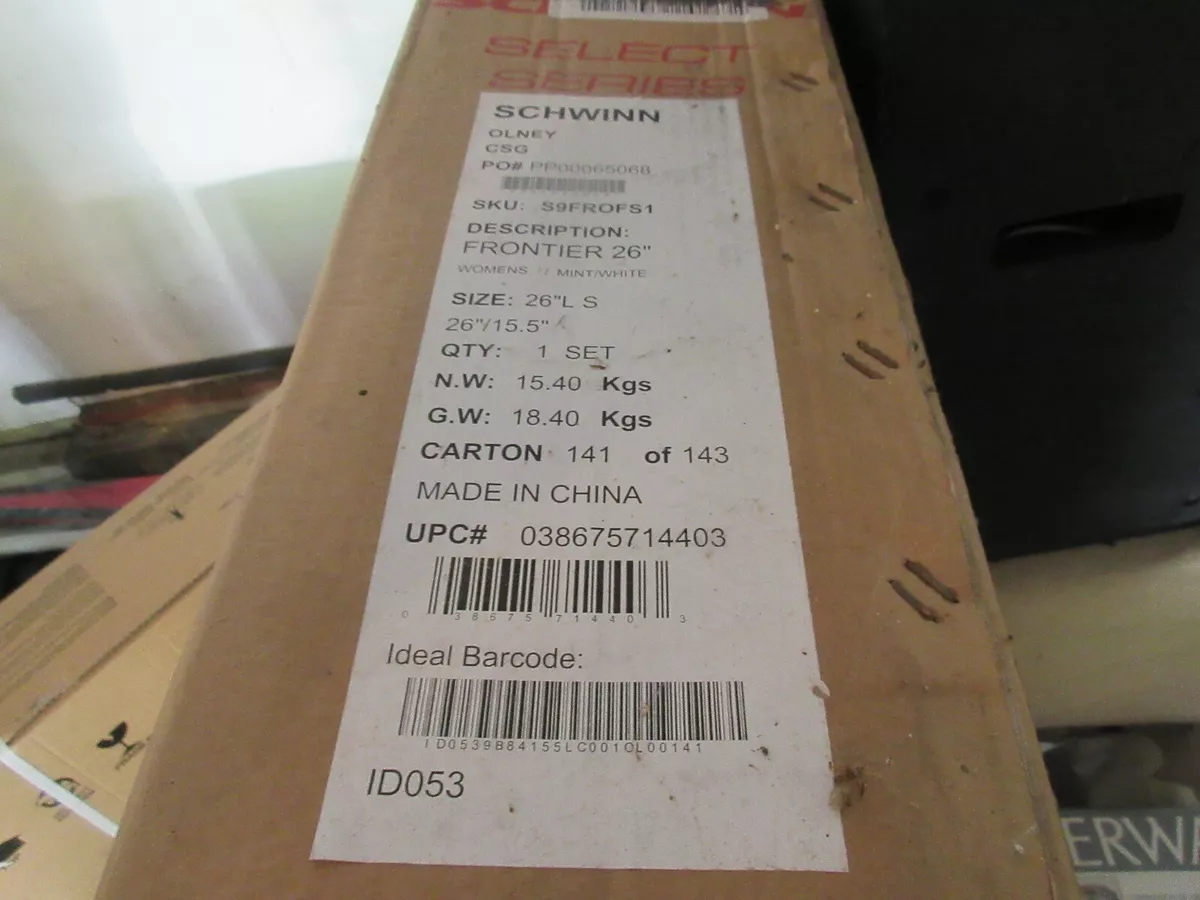 SELECT
SERIES
SCHWINN
OLNEY
CSG
PO# PP00065068
SKU: S9FROFS1
DESCRIPTION:
FRONTIER 26"
WOMENS // MINT/WHITE
SIZE: 26"L S
26"/15.5"
QTY: 1 SET
N.W: 15.40 Kgs
G.W: 18.40 Kgs
CARTON 141 of 143
MADE IN CHINA
UPC# 038675714403
0 38675 71440 3
Ideal Barcode:
ID0539B84155LC001OL00141
ID053
ERWA